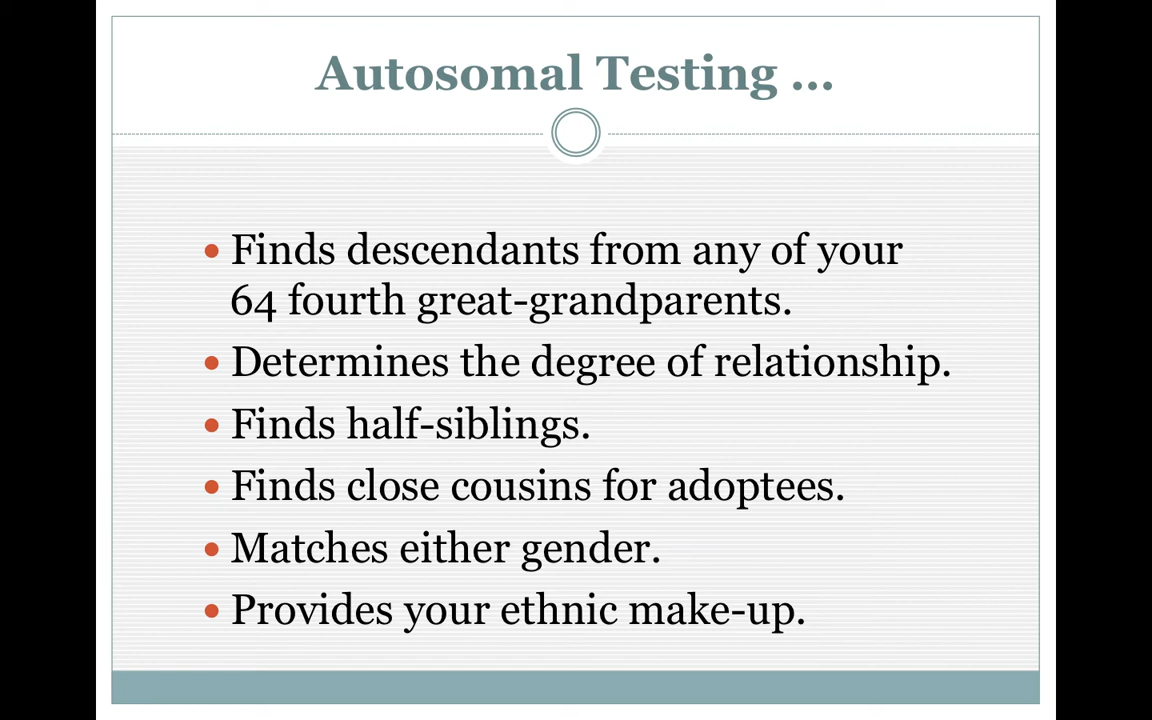 Autosomal Testing ...
• Finds descendants from any of your
64 fourth great-grandparents.
• Determines the degree of relationship.
• Finds half-siblings.
• Finds close cousins for adoptees.
• Matches either gender.
• Provides your ethnic make-up.